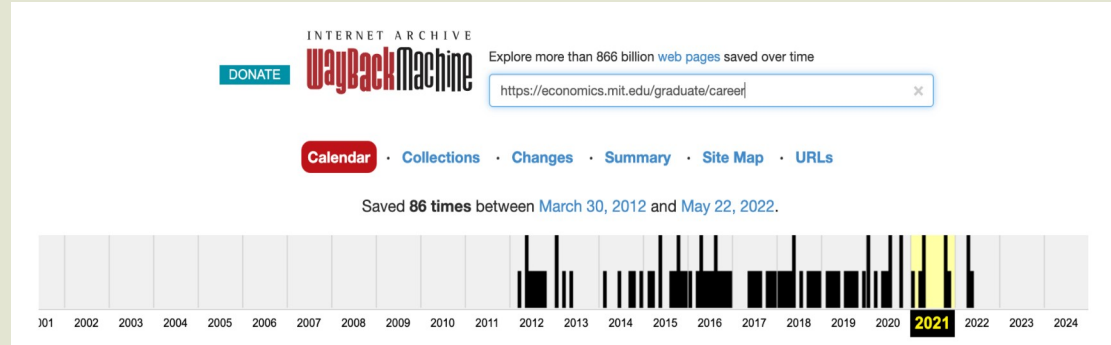 INTERNET ARCHIVE
WayBackMachine
DONATE
Explore more than 866 billion web pages saved over time
https://economics.mit.edu/graduate/career
Calendar · Collections · Changes · Summary · Site Map · URLs
Saved 86 times between March 30, 2012 and May 22, 2022.
001 2002 2003 2004 2005 2006 2007 2008 2009 2010 2011 2012 2013 2014 2015 2016 2017 2018 2019 2020 2021 2022 2023 2024